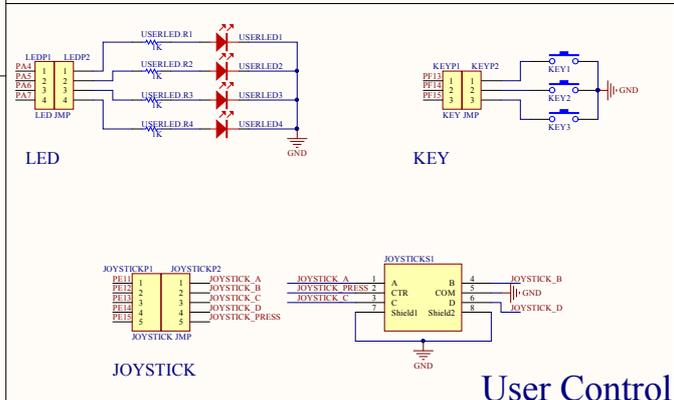 USERLED.R1
USERLED1
1K
LEDP1 LEDP2
PA4 1 1
PA5 2 2
PA6 3 3
PA7 4 4
LED JMP
USERLED.R2
USERLED2
1K
USERLED.R3
USERLED3
1K
USERLED.R4
USERLED4
1K
GND
LED
KEYP1 KEYP2
PF13 1 1
PF14 2 2
PF15 3 3
KEY JMP
KEY1
KEY2
KEY3
GND
KEY
JOYSTICKP1 JOYSTICKP2
PE11 1 1 JOYSTICK_A
PE12 2 2 JOYSTICK_B
PE13 3 3 JOYSTICK_C
PE14 4 4 JOYSTICK_D
PE15 5 5 JOYSTICK_PRESS
JOYSTICK JMP
JOYSTICK
JOYSTICKS1
JOYSTICK_A 1 A B 4 JOYSTICK_B
JOYSTICK_PRESS 2 CTR COM 5 GND
JOYSTICK_C 3 C D 6 JOYSTICK_D
7 Shield1 Shield2 8
GND
User Control